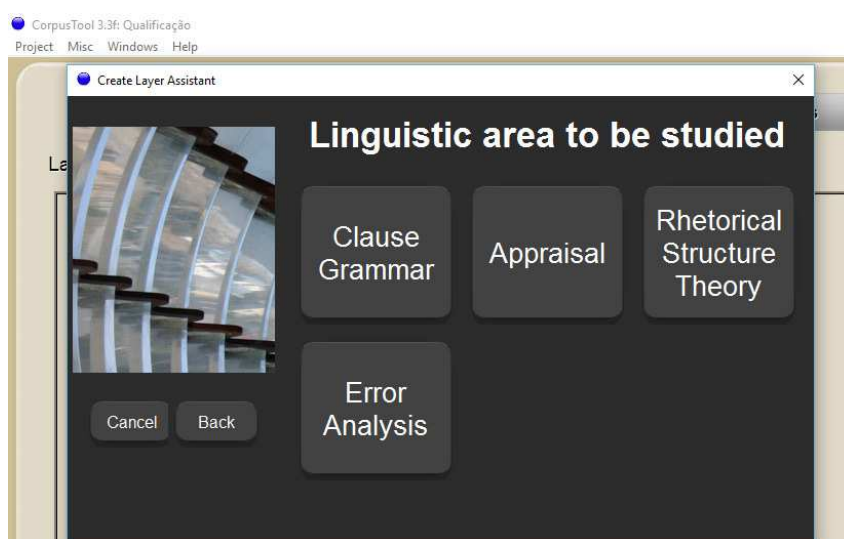 CorpusTool 3.3f: Qualificação
Project Misc Windows Help
Create Layer Assistant
Linguistic area to be studied
La
Clause
Grammar
Appraisal
Rhetorical
Structure
Theory
Error
Analysis
Cancel
Back